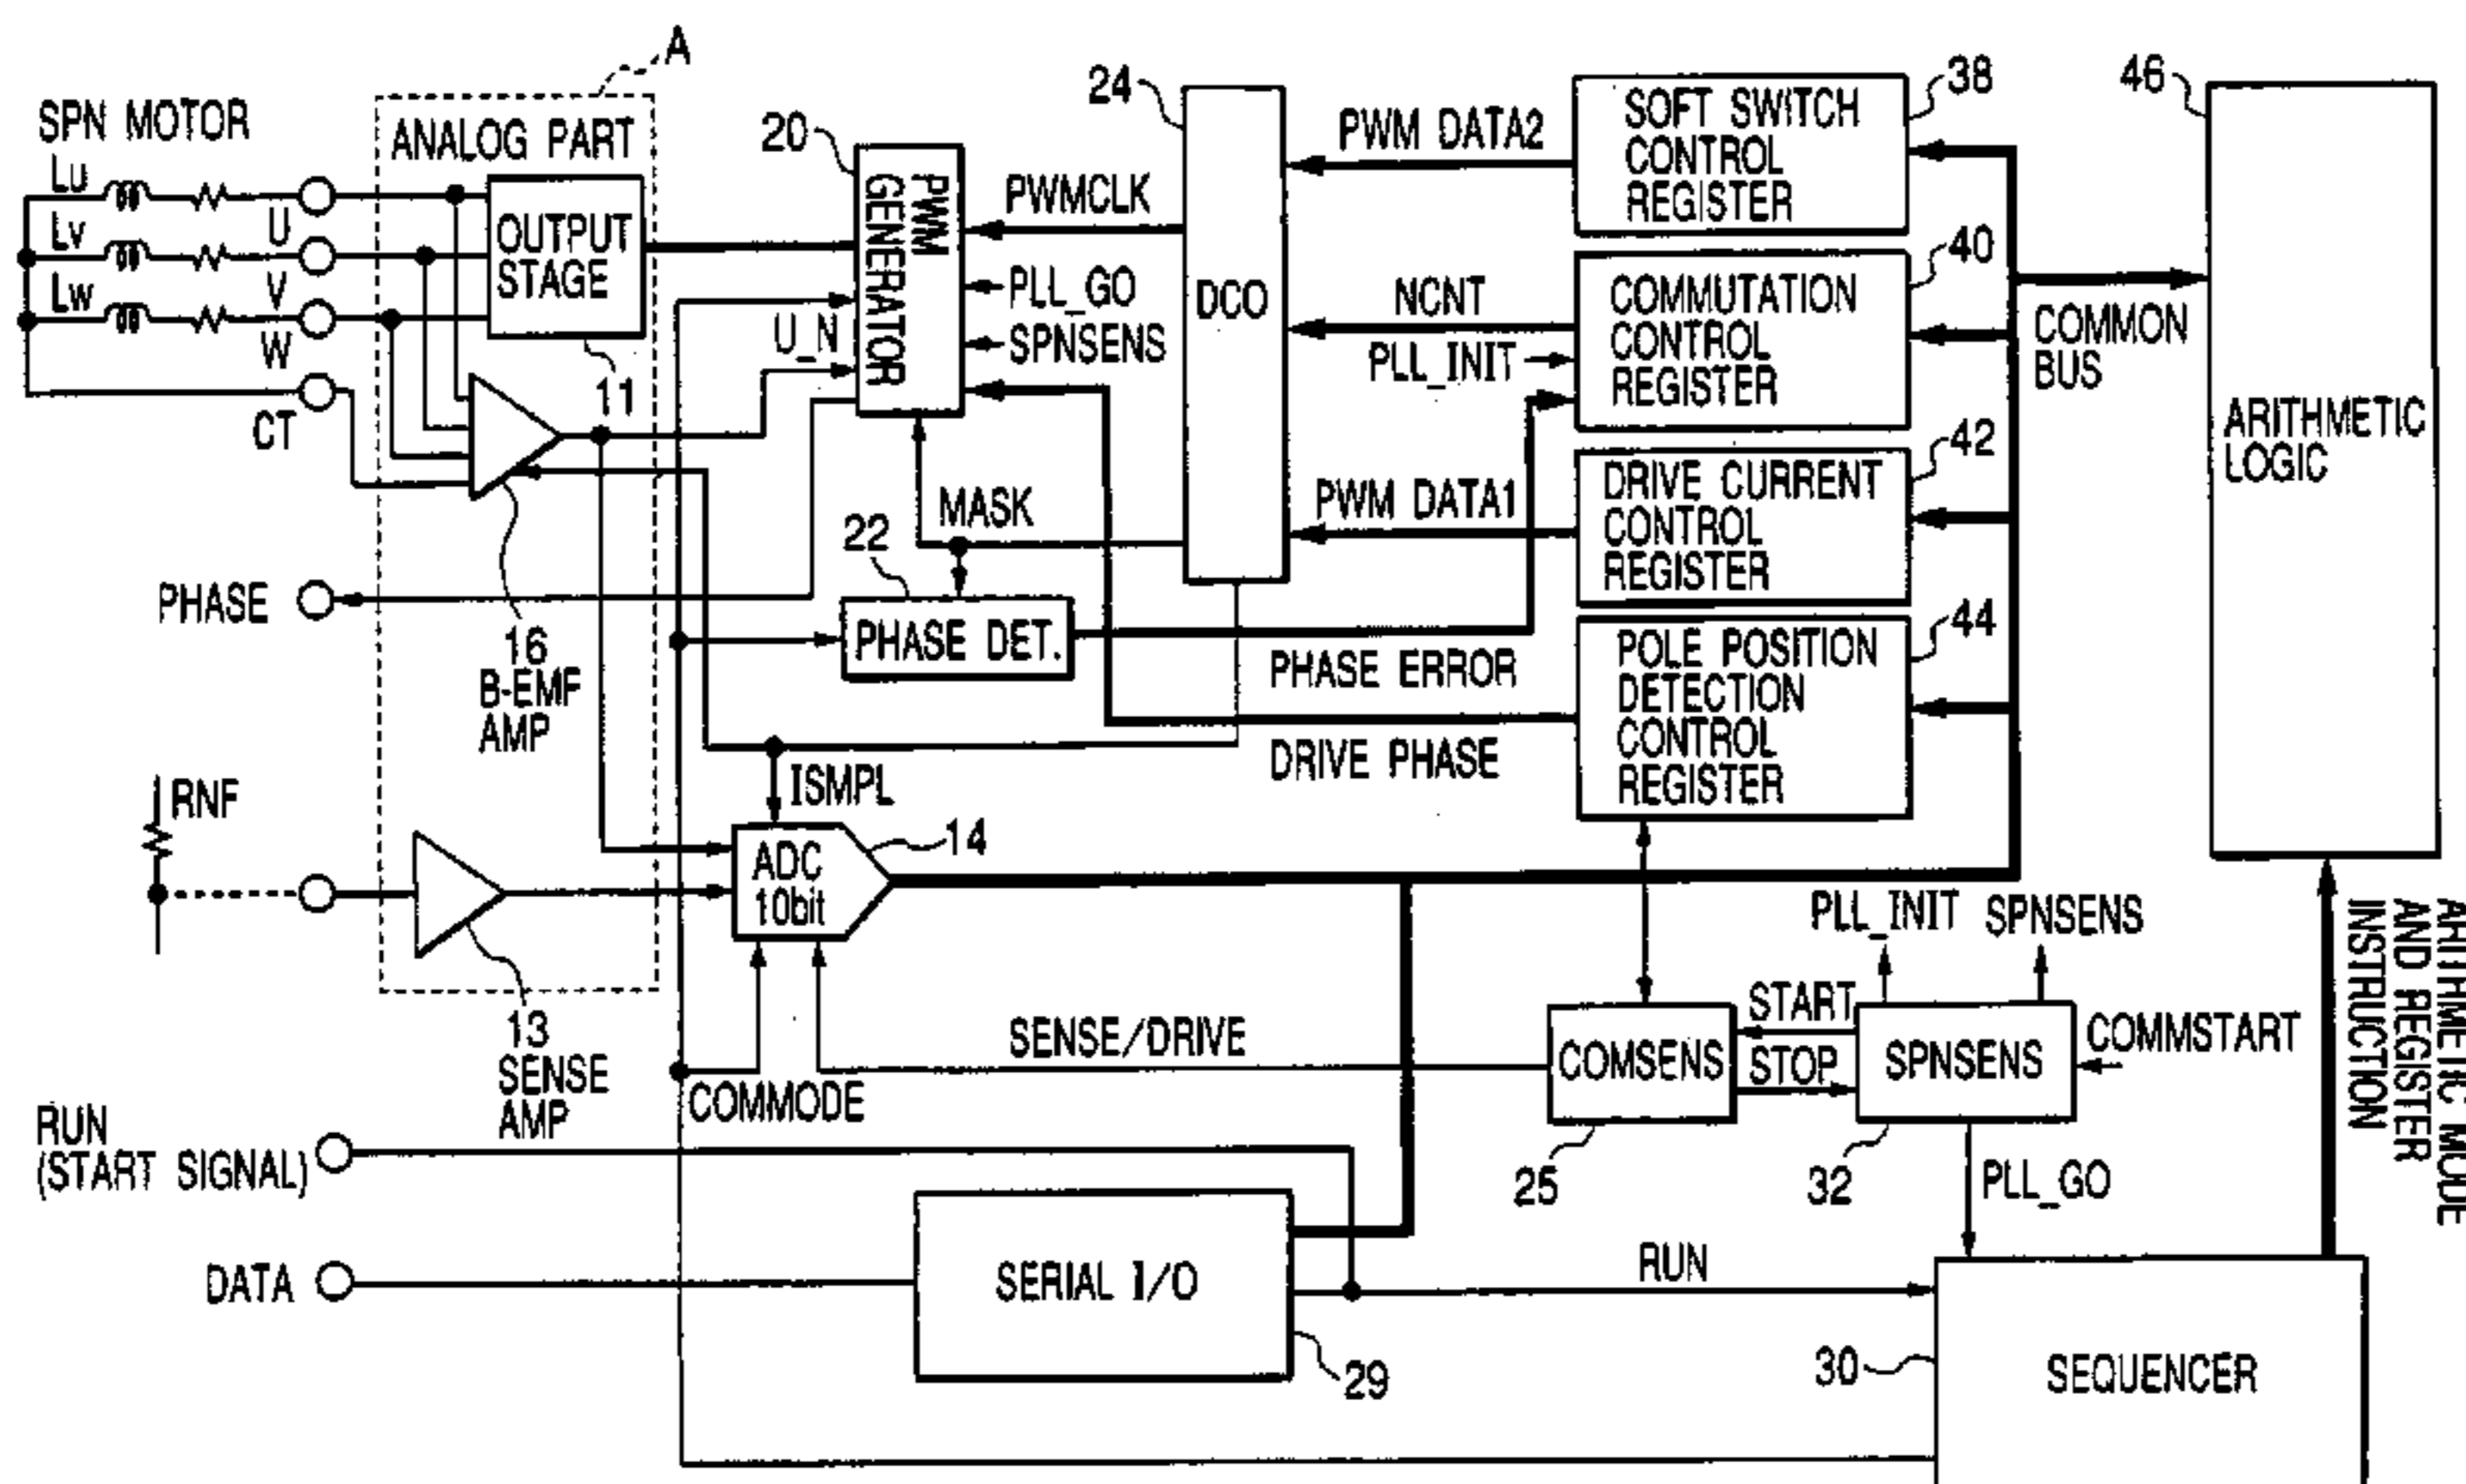 A
SPN MOTOR
Lu
Lv
Lw
U
V
W
CT
ANALOG PART
OUTPUT
STAGE
11
16
B-EMF
AMP
20
PWM
GENERATOR
U_N
PWMCLK
PLL_GO
SPNSENS
24
DCO
PWM DATA2
NCNT
PLL_INIT
PWM DATA1
38
SOFT SWITCH
CONTROL
REGISTER
40
COMMUTATION
CONTROL
REGISTER
42
DRIVE CURRENT
CONTROL
REGISTER
44
POLE POSITION
DETECTION
CONTROL
REGISTER
COMMON
BUS
46
ARITHMETIC
LOGIC
MASK
22
PHASE DET.
PHASE ERROR
DRIVE PHASE
PHASE
RNF
ISMPL
ADC
10bit
14
13
SENSE
AMP
SENSE/DRIVE
COMMODE
COMSENS
25
START
STOP
PLL_INIT
SPNSENS
SPNSENS
COMMSTART
32
PLL_GO
ARITHMETIC MODE
AND REGISTER
INSTRUCTION
RUN
(START SIGNAL)
DATA
SERIAL I/O
29
RUN
30
SEQUENCER